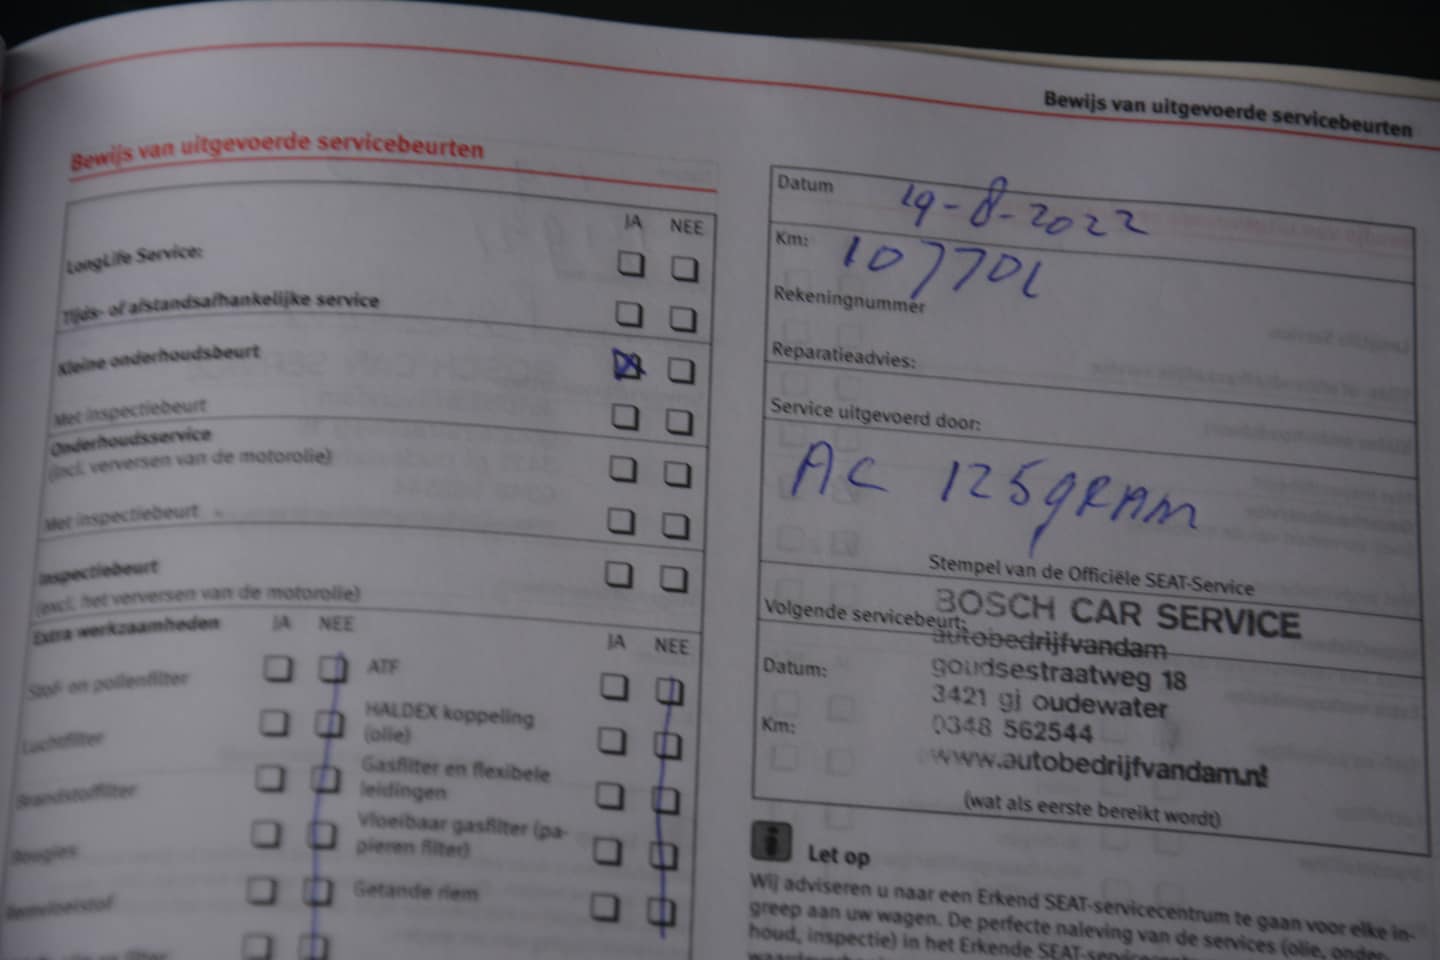 Bewijs van uitgevoerde servicebeurten
Bewijs van uitgevoerde servicebeurten
JA NEE
LongLife Service:
Tijds- of afstandsafhankelijke service
Kleine onderhoudsbeurt
Met inspectiebeurt
Onderhoudsservice
(incl. verversen van de motorolie)
Met inspectiebeurt
Inspectiebeurt
(excl. het verversen van de motorolie)
Extra werkzaamheden JA NEE
JA NEE
Stof- en pollenfilter
Luchtfilter
Brandstoffilter
Bougies
Remvloeistof
ATF
HALDEX koppeling
(olie)
Gasfilter en flexibele
leidingen
Vloeibaar gasfilter (pa-
pieren filter)
Getande riem
Datum 19-8-2022
Km: 107701
Rekeningnummer
Reparatieadvies:
Service uitgevoerd door:
AC 125gRAM
Stempel van de Officiële SEAT-Service
BOSCH CAR SERVICE
Volgende servicebeurt:
autobedrijfvandam
goudsestraatweg 18
Datum:
3421 gj oudewater
Km:
0348 562544
www.autobedrijfvandam.nl
(wat als eerste bereikt wordt)
i Let op
Wij adviseren u naar een Erkend SEAT-servicecentrum te gaan voor elke in-
greep aan uw wagen. De perfecte naleving van de services (olie, onder-
houd, inspectie) in het Erkende SEAT-servicecentrum